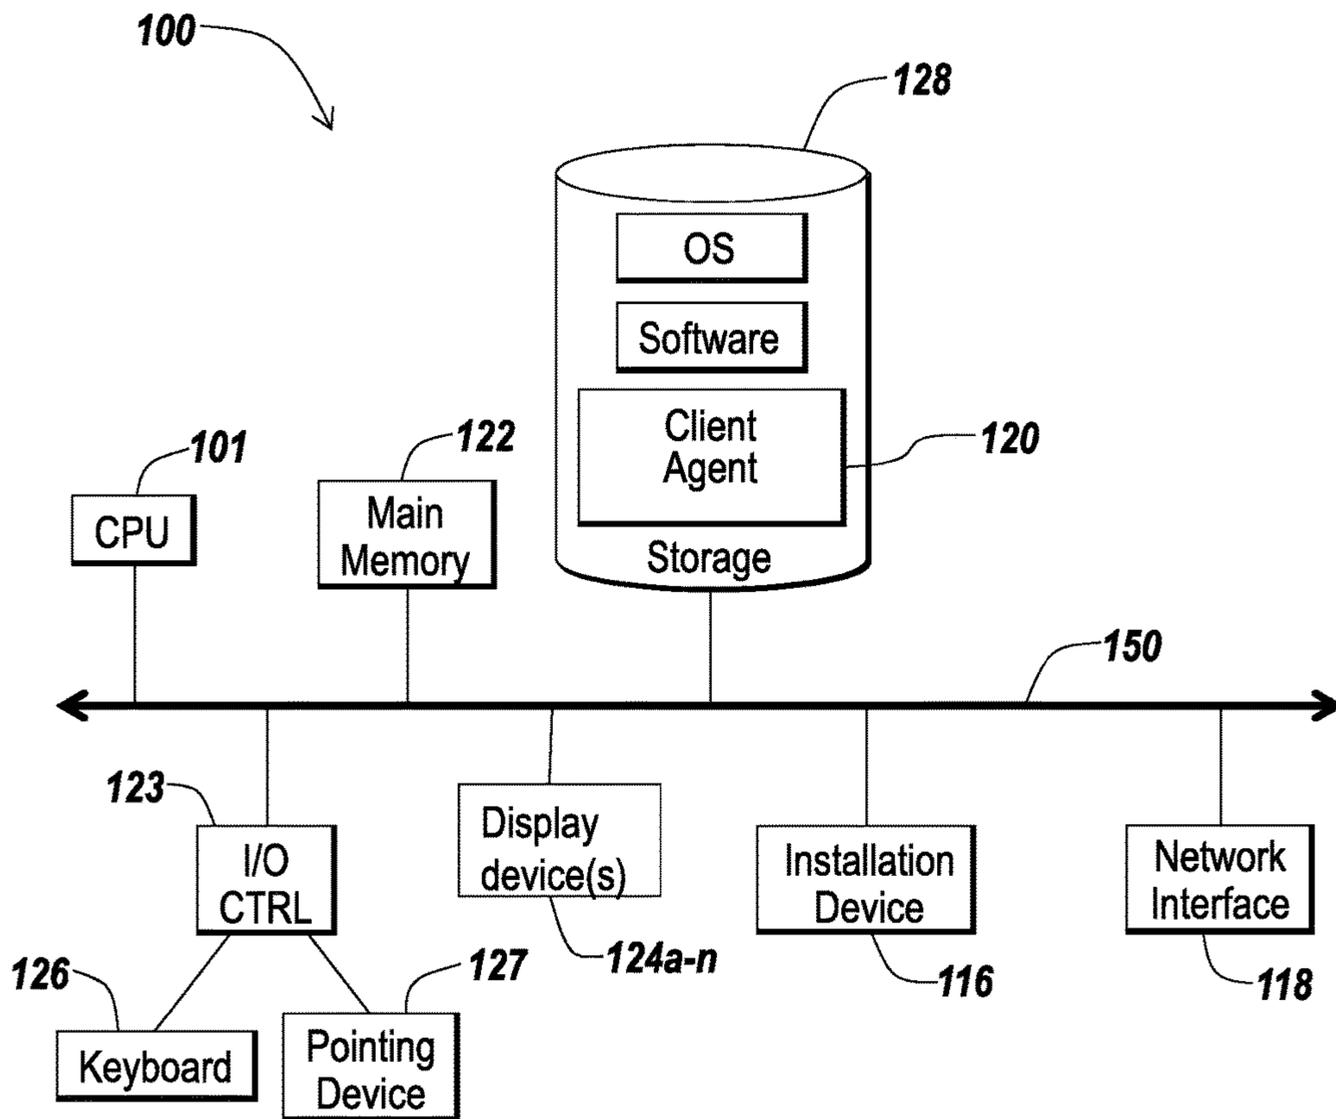 100
128
OS
Software
Client
Agent
120
Storage
101
CPU
122
Main
Memory
150
123
I/O
CTRL
Display
device(s)
124a-n
Installation
Device
116
Network
Interface
118
126
Keyboard
127
Pointing
Device